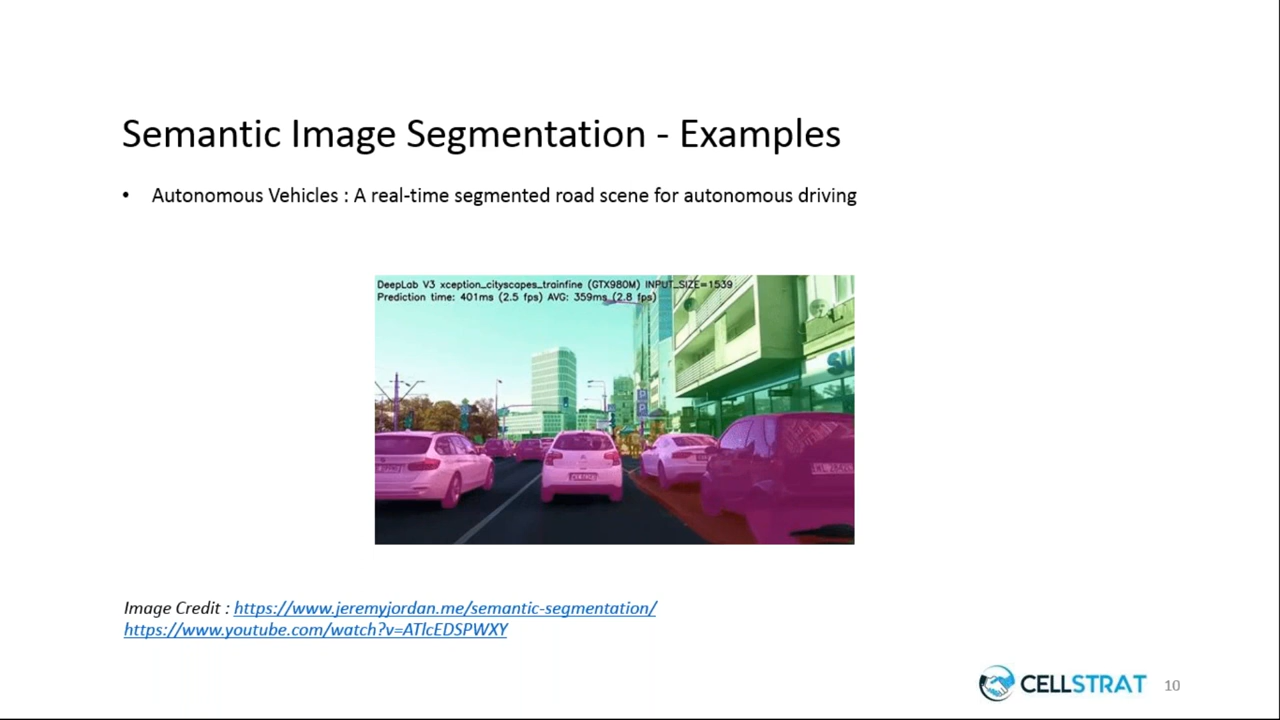 Semantic Image Segmentation - Examples
• Autonomous Vehicles : A real-time segmented road scene for autonomous driving
DeepLab V3 xception_cityscapes_trainfine (GTX980M) INPUT_SIZE=1539
Prediction time: 401ms (2.5 fps) AVG: 359ms (2.8 fps)
SU
Image Credit : https://www.jeremyjordan.me/semantic-segmentation/
https://www.youtube.com/watch?v=ATlcEDSPWXY
CELLSTRAT 10